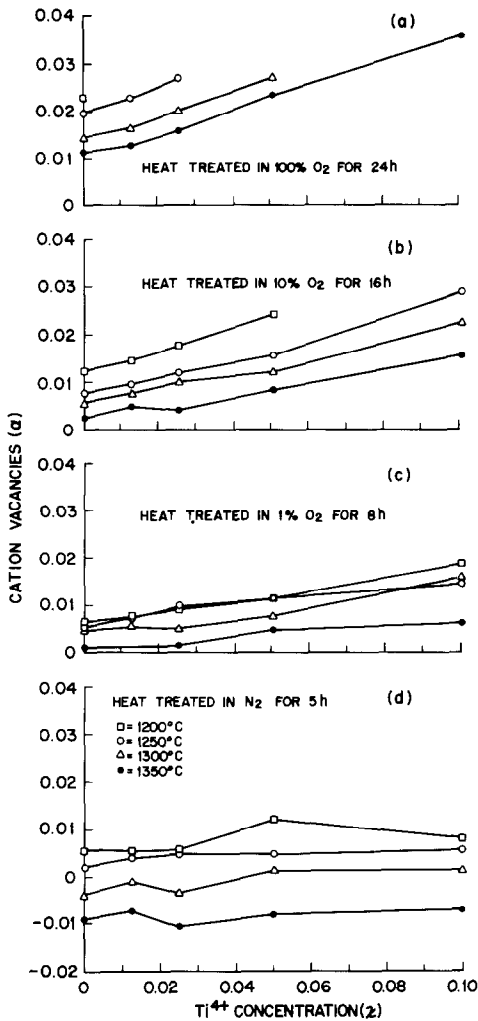 0.04
(a)
0.03
0.02
0.01
HEAT TREATED IN 100% O2 FOR 24h
0
0.04
(b)
0.03
HEAT TREATED IN 10% O2 FOR 16h
0.02
0.01
0
CATION VACANCIES (α)
0.04
(c)
0.03
HEAT TREATED IN 1% O2 FOR 8h
0.02
0.01
0
0.04
HEAT TREATED IN N2 FOR 5h
(d)
0.03
□ = 1200°C
○ = 1250°C
△ = 1300°C
● = 1350°C
0.02
0.01
0
-0.01
-0.02
0 0.02 0.04 0.06 0.08 0.10
Ti4+ CONCENTRATION(z)